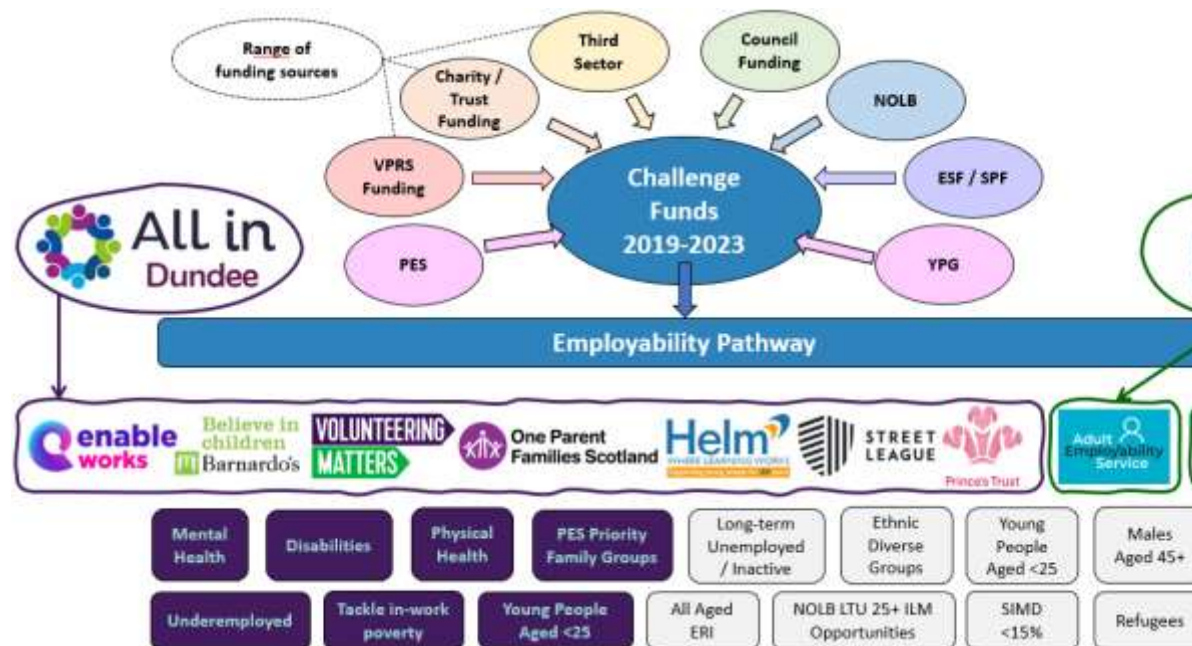 Range of
funding sources
Third
Sector
Council
Funding
Charity /
Trust
Funding
NOLB
VPRS
Funding
Challenge
Funds
2019-2023
ESF / SPF
All in
Dundee
PES
YPG
Employability Pathway
enable
works
Believe in
children
Barnardo's
VOLUNTEERING
MATTERS
One Parent
Families Scotland
Helm
WHERE LEARNING WORKS
STREET
LEAGUE
Prince's Trust
Adult
Employability
Service
Mental
Health
Disabilities
Physical
Health
PES Priority
Family Groups
Long-term
Unemployed
/ Inactive
Ethnic
Diverse
Groups
Young
People
Aged <25
Males
Aged 45+
Underemployed
Tackle in-work
poverty
Young People
Aged <25
All Aged
ERI
NOLB LTU 25+ ILM
Opportunities
SIMD
<15%
Refugees